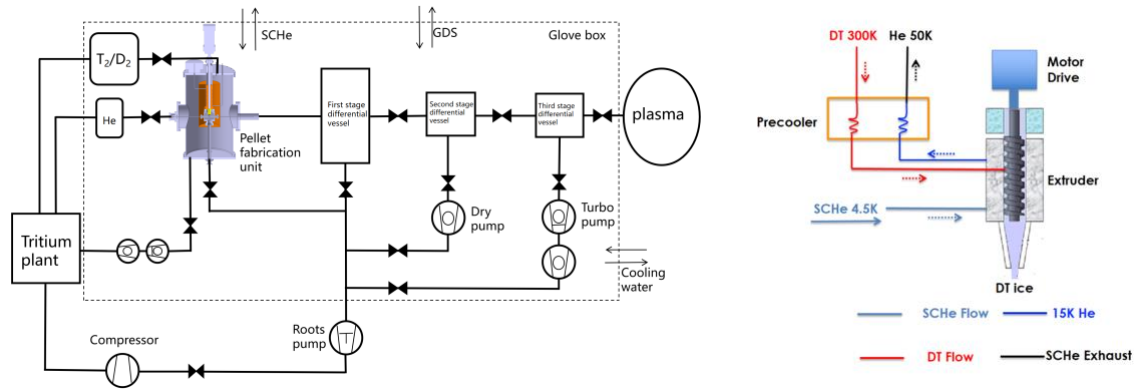 SCHe
GDS
Glove box
T₂/D₂
He
Pellet
fabrication
unit
First stage
differential
vessel
Second stage
differential
vessel
Third stage
differential
vessel
plasma
Dry
pump
Turbo
pump
Cooling
water
Tritium
plant
Roots
pump
T
Compressor
DT 300K
He 50K
Motor
Drive
Precooler
Extruder
SCHe 4.5K
DT ice
SCHe Flow
15K He
DT Flow
SCHe Exhaust